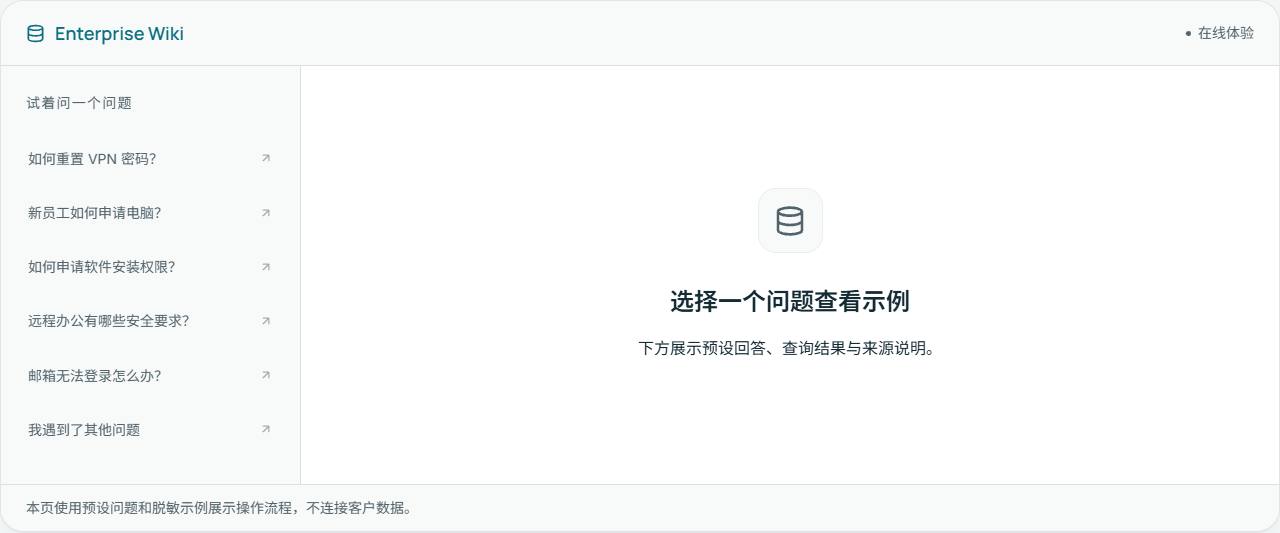 Enterprise Wiki
在线体验
试着问一个问题
如何重置 VPN 密码?
新员工如何申请电脑?
如何申请软件安装权限?
远程办公有哪些安全要求?
邮箱无法登录怎么办?
我遇到了其他问题
选择一个问题查看示例
下方展示预设回答、查询结果与来源说明。
本页使用预设问题和脱敏示例展示操作流程，不连接客户数据。